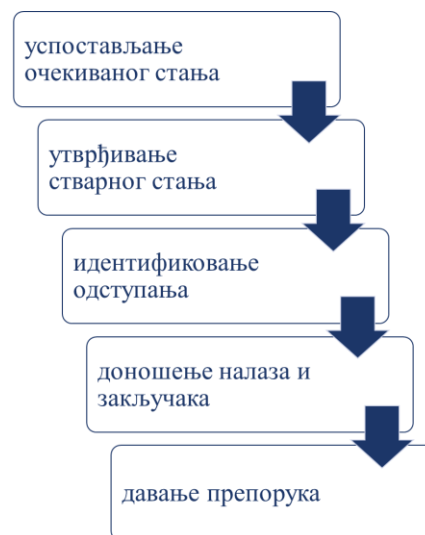 успостављање
очекиваног стања
утврђивање
стварног стања
идентификовање
одступања
доношење налаза и
закључака
давање препорука